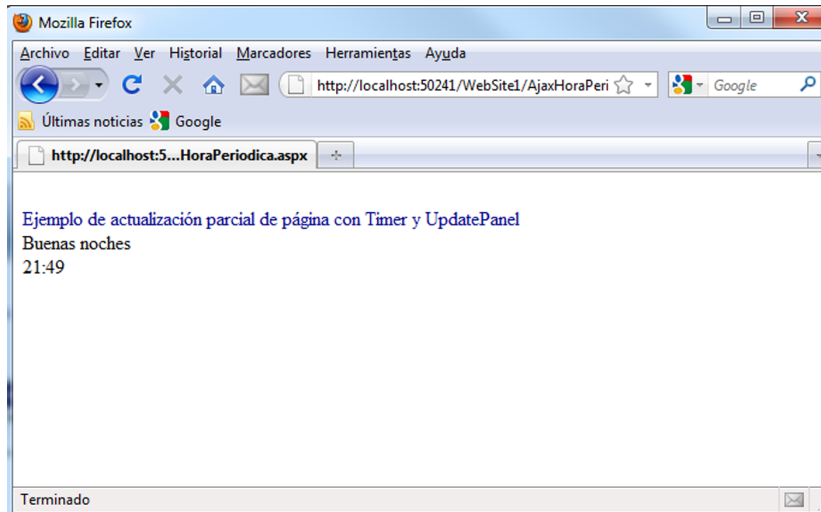 Mozilla Firefox
Archivo Editar Ver Historial Marcadores Herramientas Ayuda
http://localhost:50241/WebSite1/AjaxHoraPeri
Google
Últimas noticias Google
http://localhost:5...HoraPeriodica.aspx
Ejemplo de actualización parcial de página con Timer y UpdatePanel
Buenas noches
21:49
Terminado